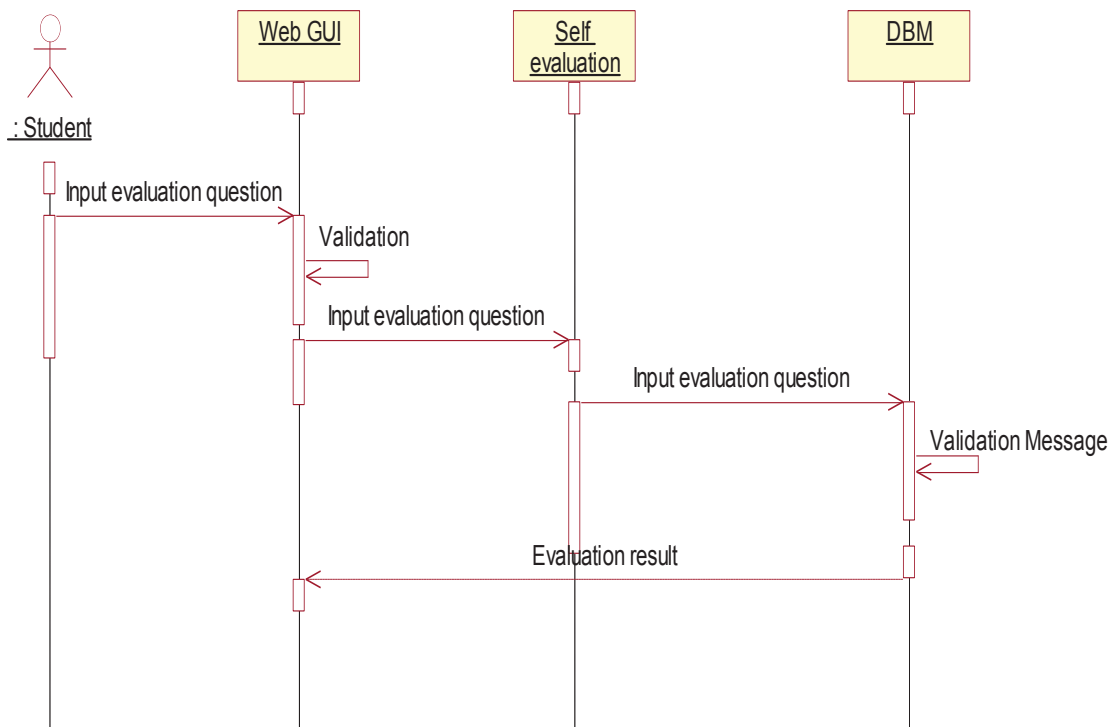 Web GUI
Self
evaluation
DBM
: Student
Input evaluation question
Validation
Input evaluation question
Input evaluation question
Validation Message
Evaluation result